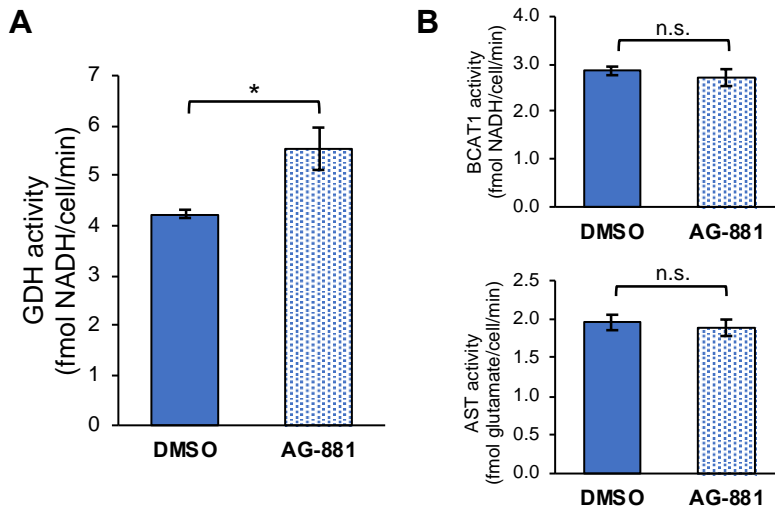 A
GDH activity
(fmol NADH/cell/min)
7
6
5
4
3
2
1
0
*
DMSO
AG-881
B
BCAT1 activity
(fmol NADH/cell/min)
3.0
2.0
1.0
0.0
n.s.
DMSO
AG-881
AST activity
(fmol glutamate/cell/min)
2.5
2.0
1.5
1.0
0.5
0.0
n.s.
DMSO
AG-881